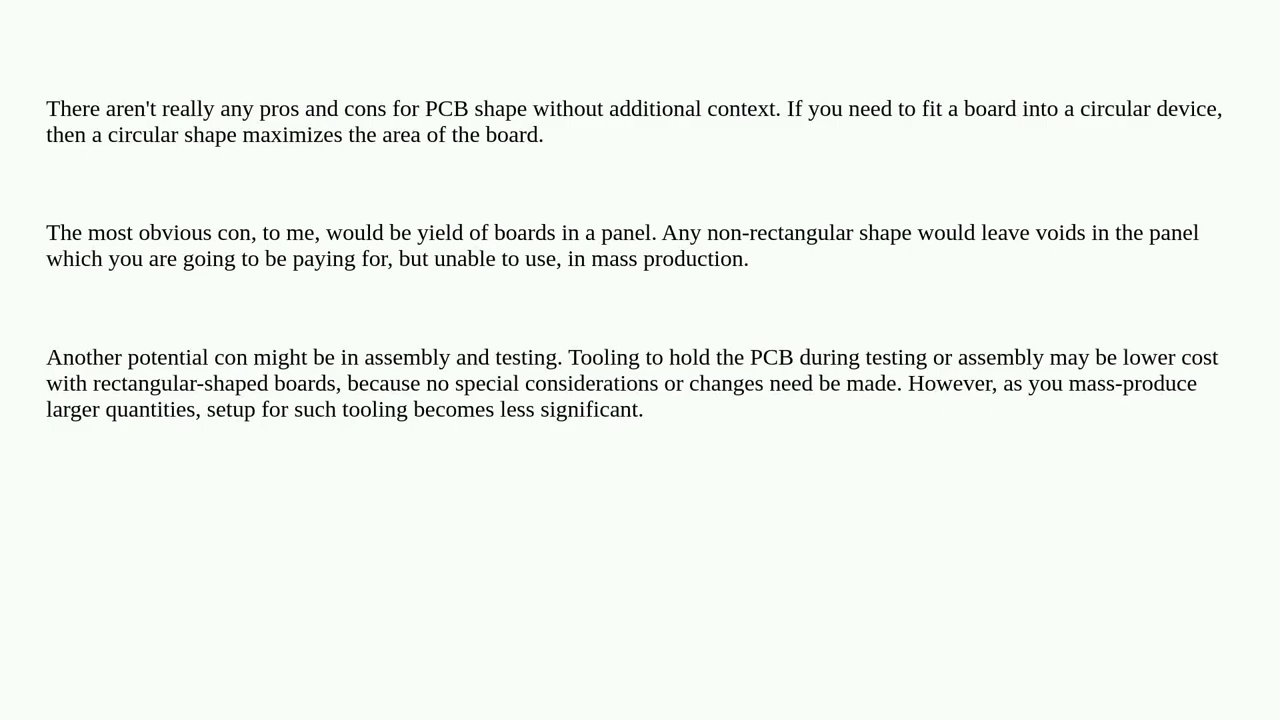 There aren't really any pros and cons for PCB shape without additional context. If you need to fit a board into a circular device,
then a circular shape maximizes the area of the board.
The most obvious con, to me, would be yield of boards in a panel. Any non-rectangular shape would leave voids in the panel
which you are going to be paying for, but unable to use, in mass production.
Another potential con might be in assembly and testing. Tooling to hold the PCB during testing or assembly may be lower cost
with rectangular-shaped boards, because no special considerations or changes need be made. However, as you mass-produce
larger quantities, setup for such tooling becomes less significant.